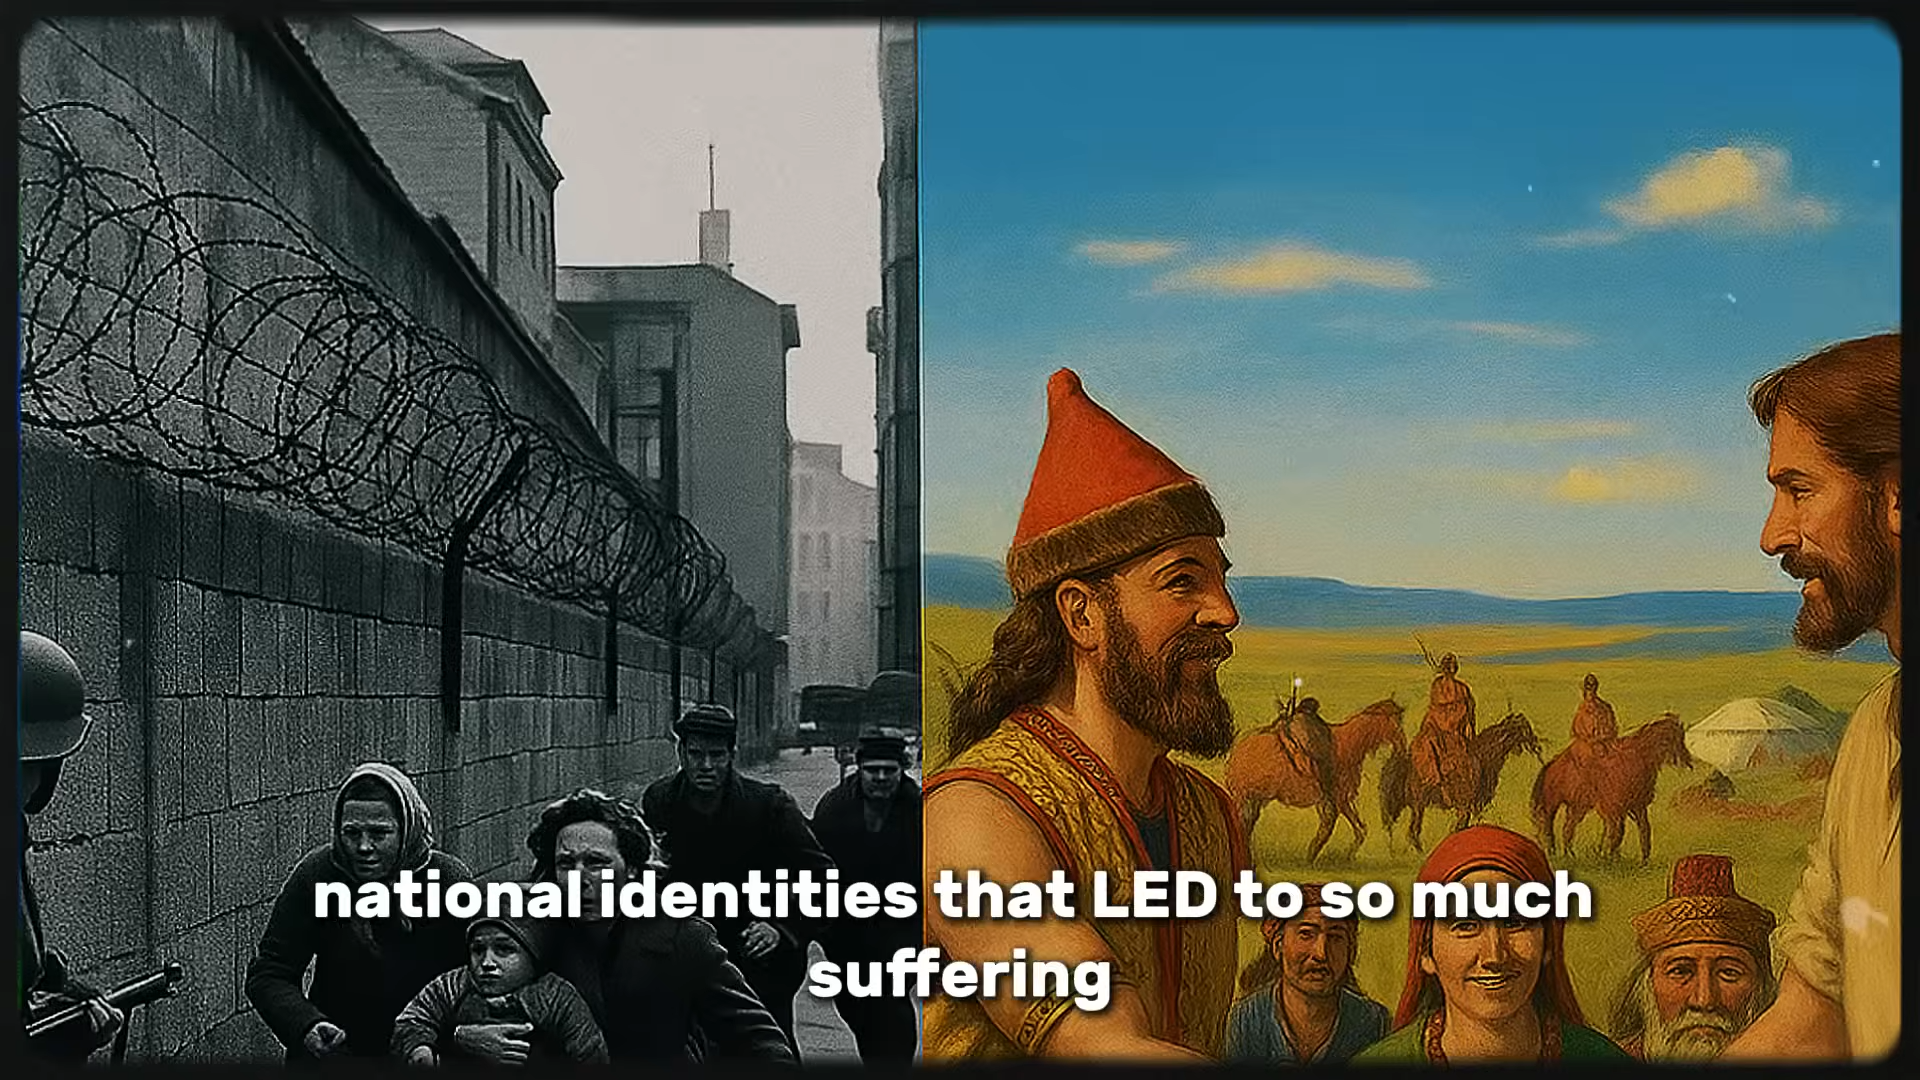 national identities that LED to so much
suffering